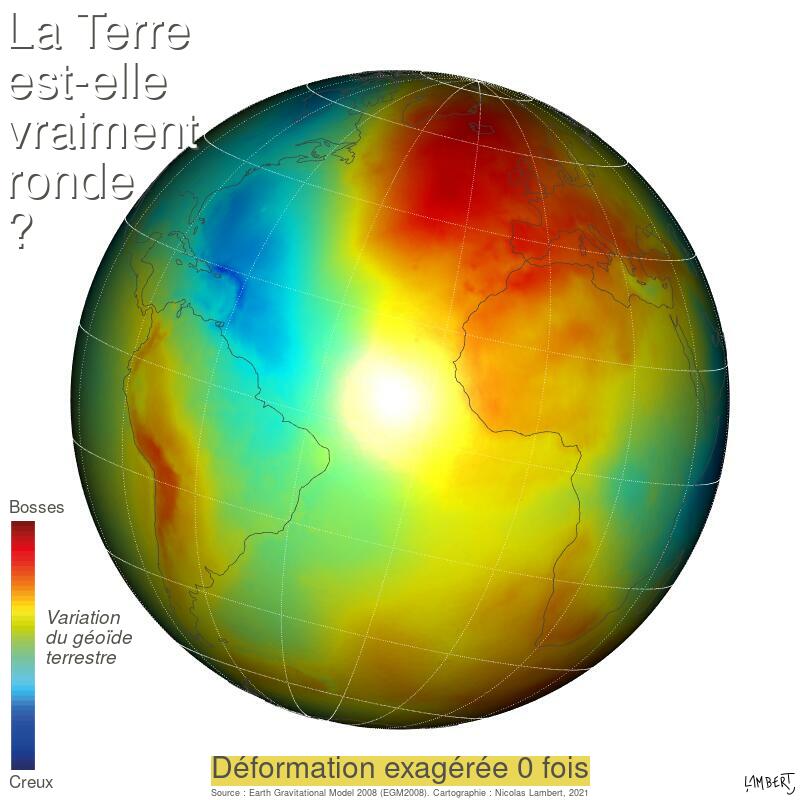 La Terre
est-elle
vraiment
ronde
?
Bosses
Variation
du géoïde
terrestre
Creux
Déformation exagérée 0 fois
Source : Earth Gravitational Model 2008 (EGM2008). Cartographie : Nicolas Lambert, 2021
LAMBERT